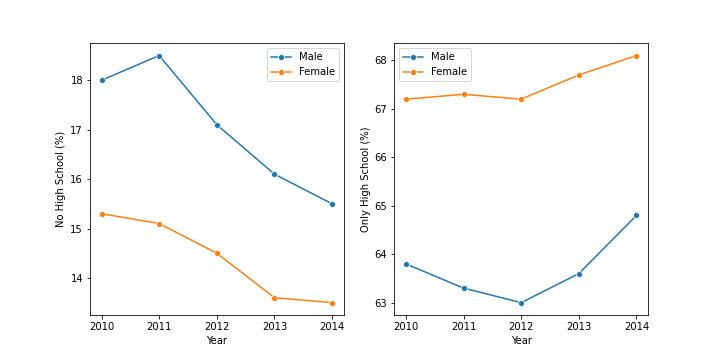 Male
Female
18
17
16
15
14
No High School (%)
2010 2011 2012 2013 2014
Year
Male
Female
68
67
66
65
64
63
Only High School (%)
2010 2011 2012 2013 2014
Year